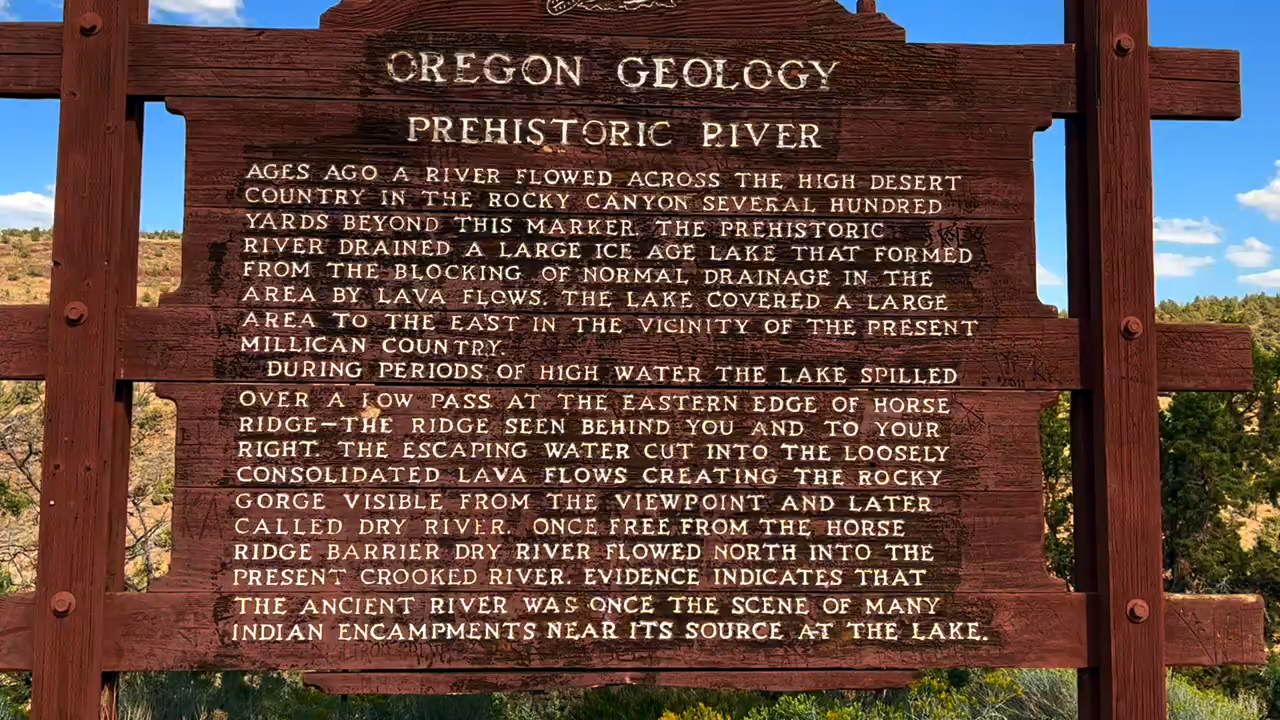 OREGON GEOLOGY
PREHISTORIC RIVER
AGES AGO A RIVER FLOWED ACROSS THE HIGH DESERT
COUNTRY IN THE ROCKY CANYON SEVERAL HUNDRED
YARDS BEYOND THIS MARKER. THE PREHISTORIC
RIVER DRAINED A LARGE ICE AGE LAKE THAT FORMED
FROM THE BLOCKING OF NORMAL DRAINAGE IN THE
AREA BY LAVA FLOWS. THE LAKE COVERED A LARGE
AREA TO THE EAST IN THE VICINITY OF THE PRESENT
MILLICAN COUNTRY.
DURING PERIODS OF HIGH WATER THE LAKE SPILLED
OVER A LOW PASS AT THE EASTERN EDGE OF HORSE
RIDGE—THE RIDGE SEEN BEHIND YOU AND TO YOUR
RIGHT. THE ESCAPING WATER CUT INTO THE LOOSELY
CONSOLIDATED LAVA FLOWS CREATING THE ROCKY
GORGE VISIBLE FROM THE VIEWPOINT AND LATER
CALLED DRY RIVER. ONCE FREE FROM THE HORSE
RIDGE BARRIER DRY RIVER FLOWED NORTH INTO THE
PRESENT CROOKED RIVER. EVIDENCE INDICATES THAT
THE ANCIENT RIVER WAS ONCE THE SCENE OF MANY
INDIAN ENCAMPMENTS NEAR ITS SOURCE AT THE LAKE.